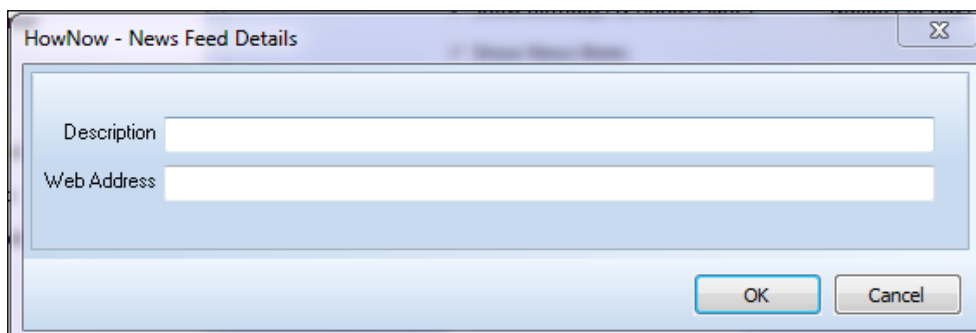 HowNow - News Feed Details
Description
Web Address
OK
Cancel